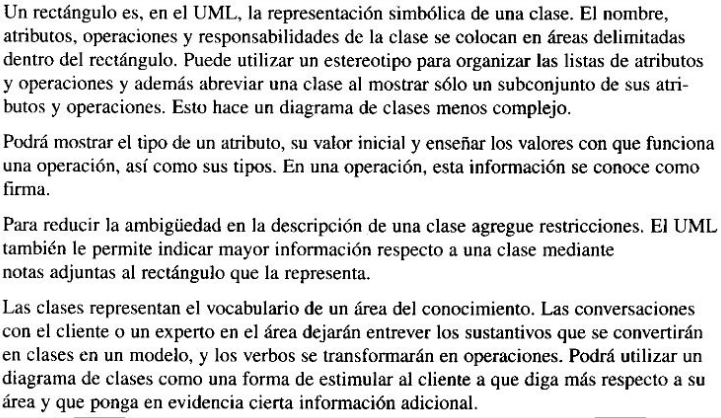 Un rectángulo es, en el UML, la representación simbólica de una clase. El nombre,
atributos, operaciones y responsabilidades de la clase se colocan en áreas delimitadas
dentro del rectángulo. Puede utilizar un estereotipo para organizar las listas de atributos
y operaciones y además abreviar una clase al mostrar sólo un subconjunto de sus atri-
butos y operaciones. Esto hace un diagrama de clases menos complejo.
Podrá mostrar el tipo de un atributo, su valor inicial y enseñar los valores con que funciona
una operación, así como sus tipos. En una operación, esta información se conoce como
firma.
Para reducir la ambigüedad en la descripción de una clase agregue restricciones. El UML
también le permite indicar mayor información respecto a una clase mediante
notas adjuntas al rectángulo que la representa.
Las clases representan el vocabulario de un área del conocimiento. Las conversaciones
con el cliente o un experto en el área dejarán entrever los sustantivos que se convertirán
en clases en un modelo, y los verbos se transformarán en operaciones. Podrá utilizar un
diagrama de clases como una forma de estimular al cliente a que diga más respecto a su
área y que ponga en evidencia cierta información adicional.